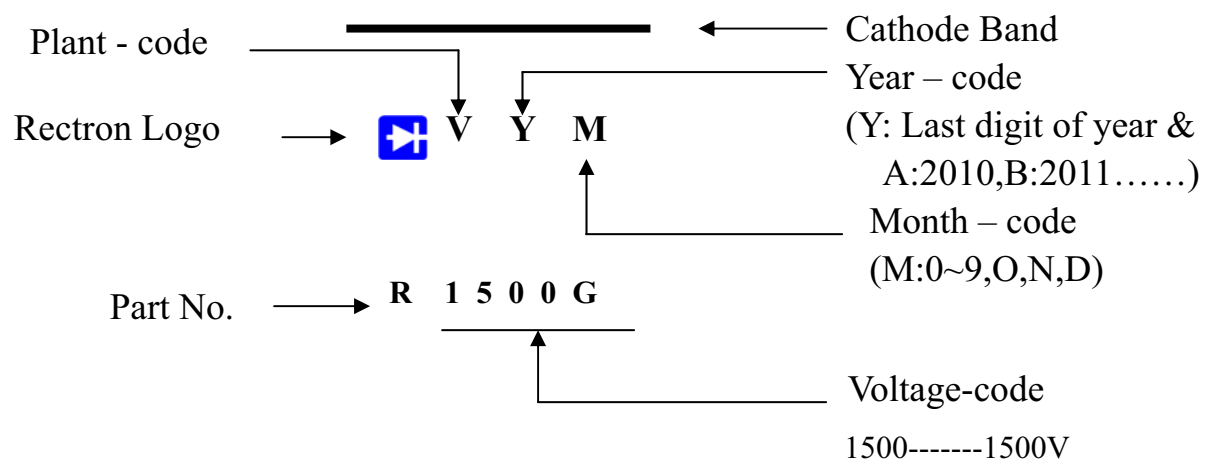 Cathode Band
Plant - code
Year – code
Rectron Logo
V Y M
(Y: Last digit of year &
A:2010,B:2011……)
Month – code
(M:0~9,O,N,D)
Part No.
R 1 5 0 0 G
Voltage-code
1500-------1500V